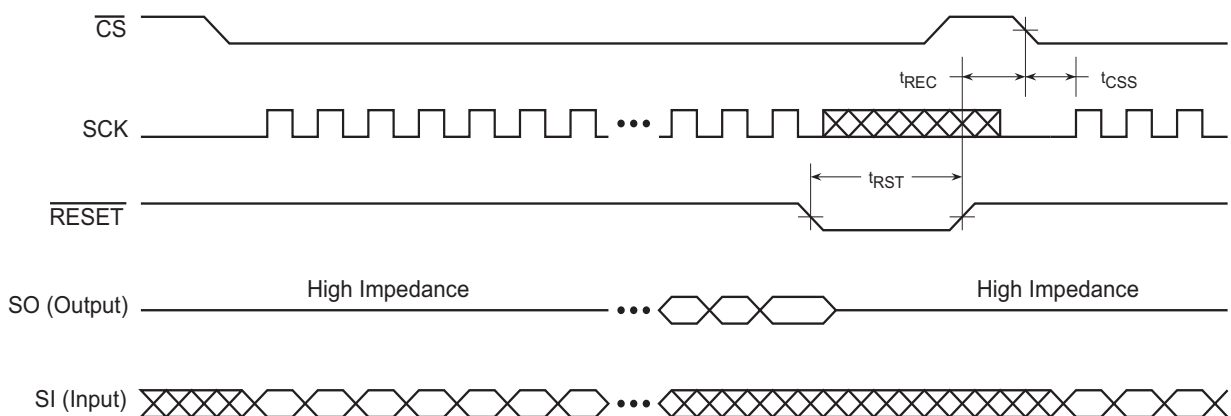 CS
tREC
tCSS
SCK
•••
tRST
RESET
High Impedance
High Impedance
SO (Output)
•••
SI (Input)
•••